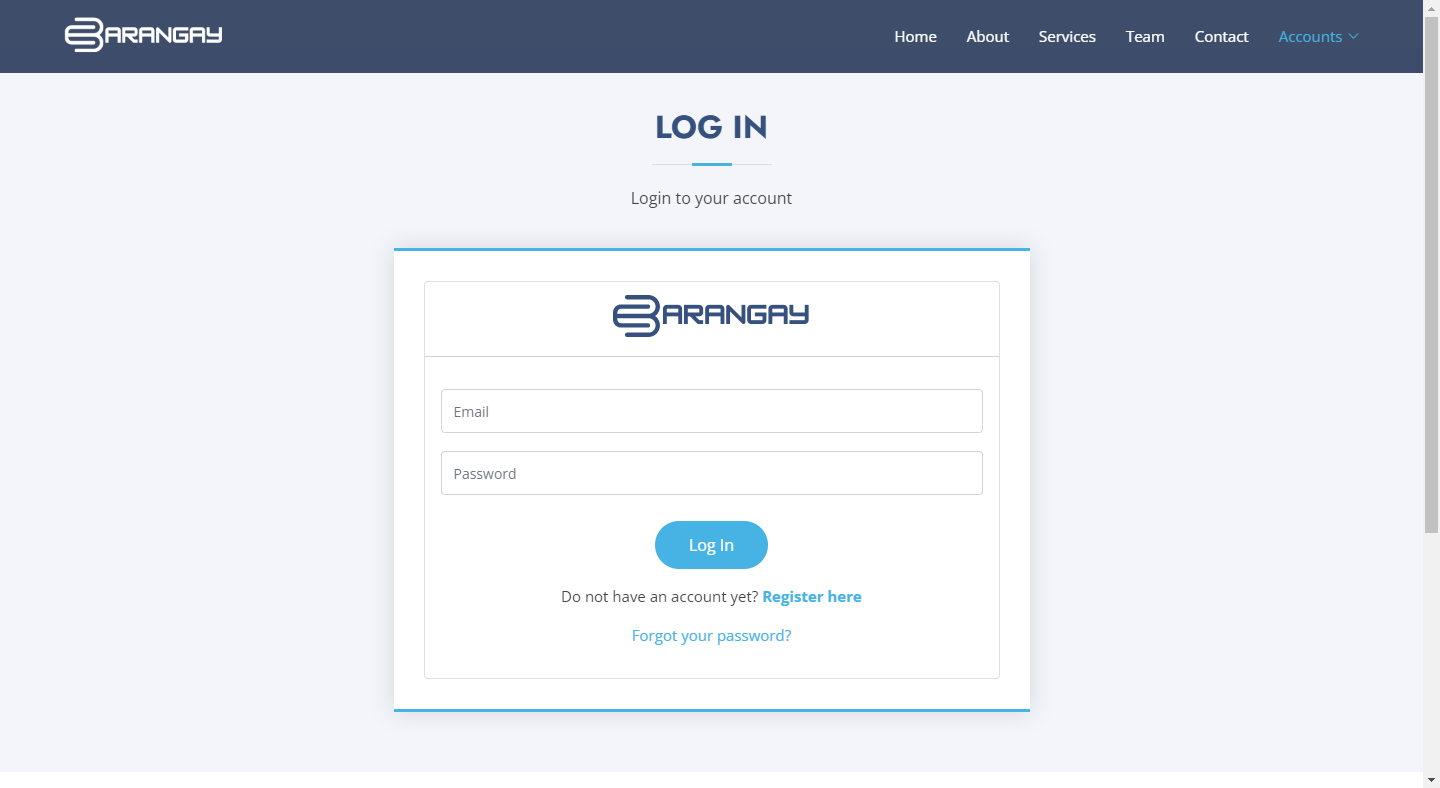 BARANGAY
Home About Services Team Contact Accounts
LOG IN
Login to your account
BARANGAY
Email
Password
Log In
Do not have an account yet? Register here
Forgot your password?